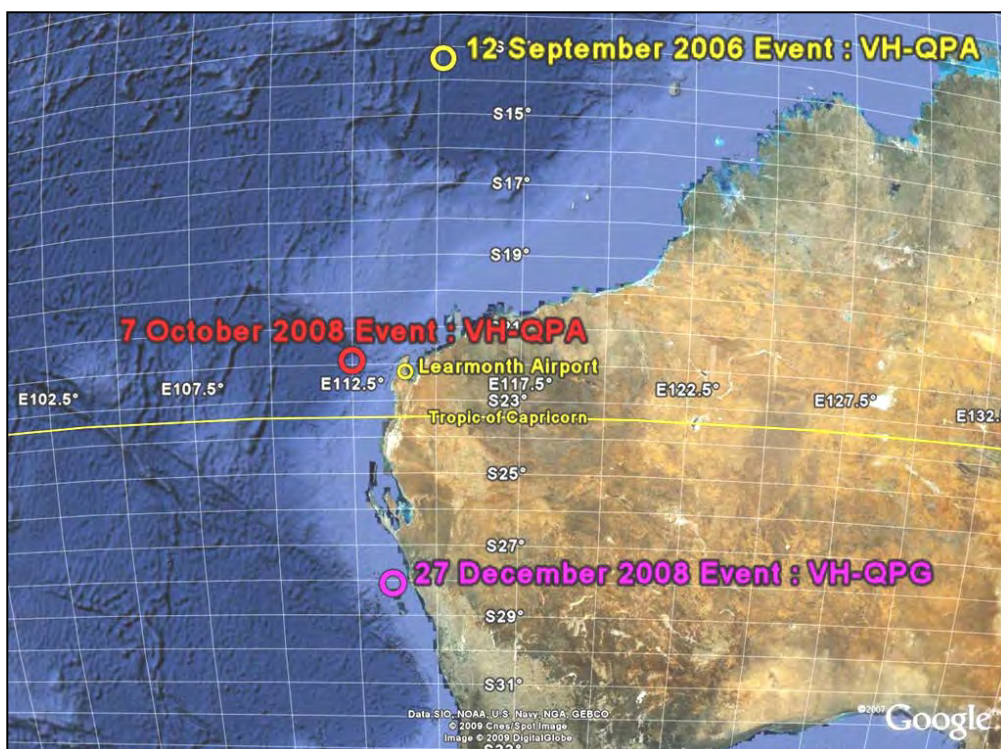 12 September 2006 Event : VH-QPA
S15°
S17°
S19°
7 October 2008 Event : VH-QPA
Learmonth Airport
E102.5°
E107.5°
E112.5°
E117.5°
E122.5°
E127.5°
E132.
S23°
Tropic of Capricorn
S25°
S27°
27 December 2008 Event : VH-QPG
S29°
S31°
Data SIO, NOAA, U.S. Navy, NGA, GEBCO
© 2009 Cnes/Spot Image
Image © 2009 DigitalGlobe
©2007 Google